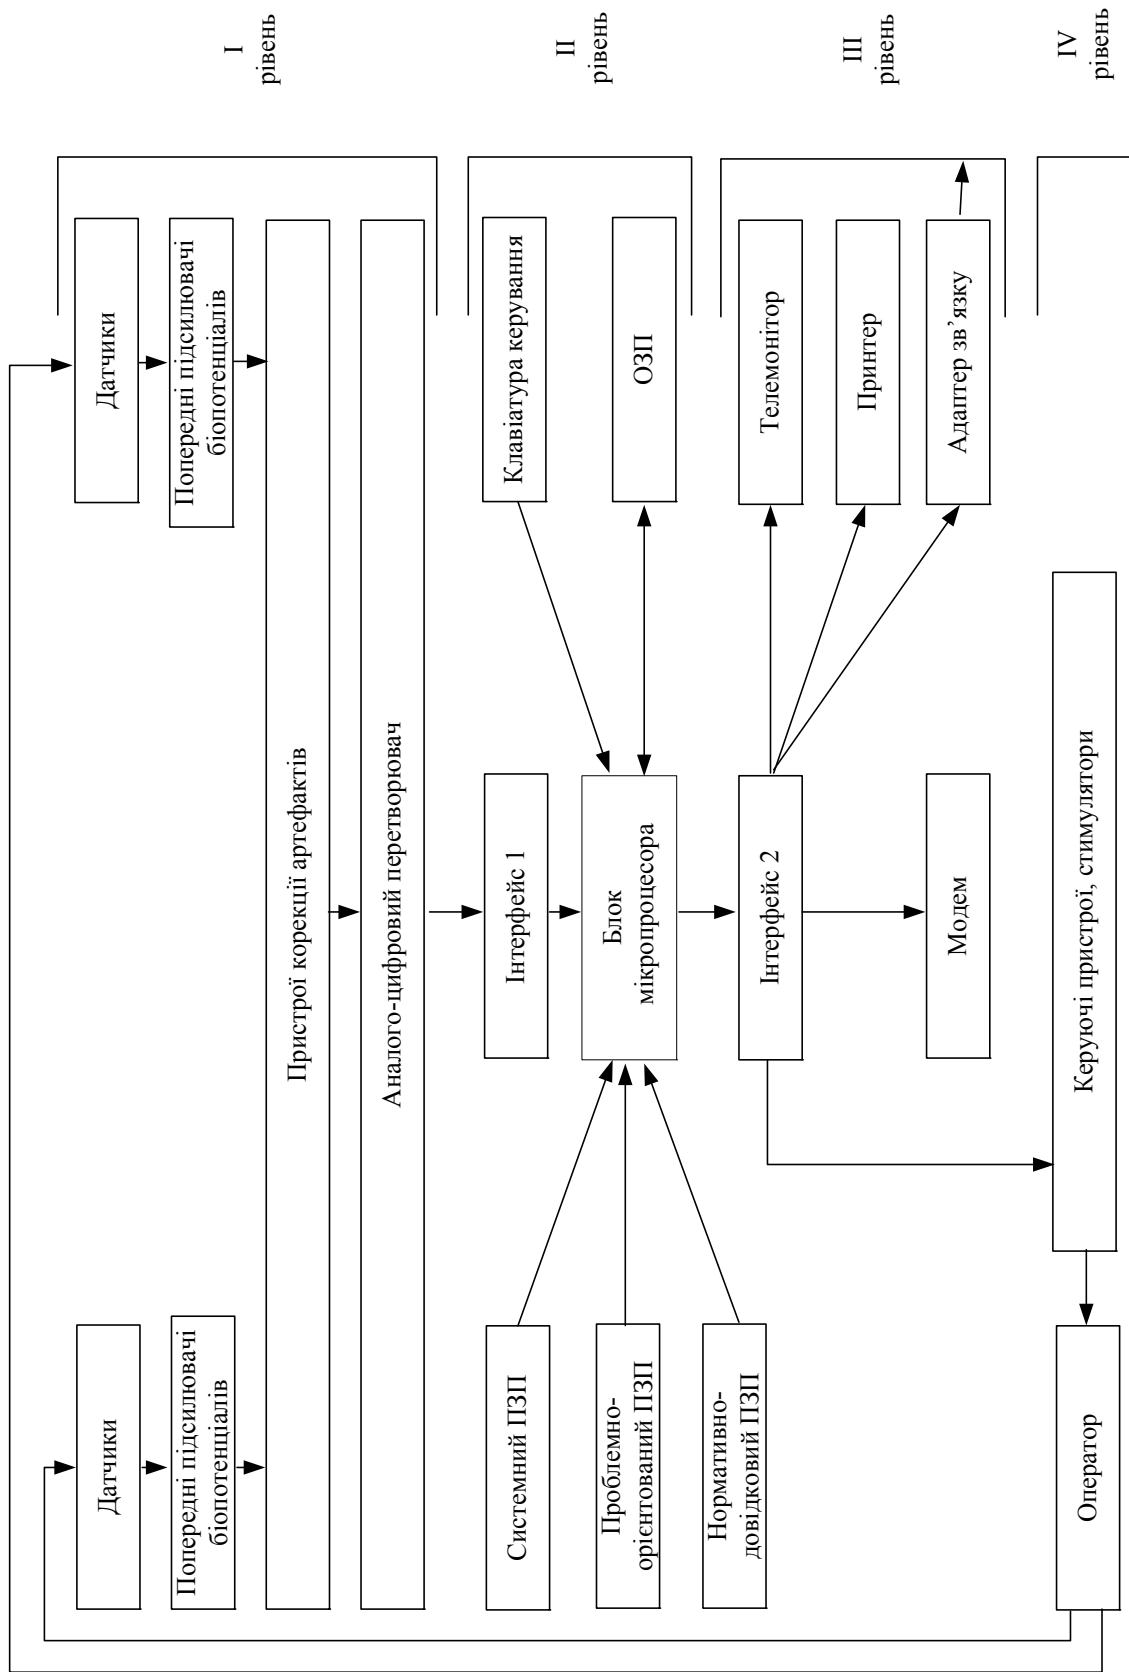 Датчики
Попередні підсилювачі
біопотенціалів
Датчики
Попередні підсилювачі
біопотенціалів
I
рівень
Пристрої корекції артефактів
Аналого-цифровий перетворювач
Системний ПЗП
Проблемно-
орієнтований ПЗП
Нормативно-
довідковий ПЗП
Інтерфейс 1
Блок
мікропроцесора
Клавіатура керування
ОЗП
II
рівень
Інтерфейс 2
Модем
Телемонітор
Принтер
Адаптер зв’язку
III
рівень
Оператор
Керуючі пристрої, стимулятори
IV
рівень